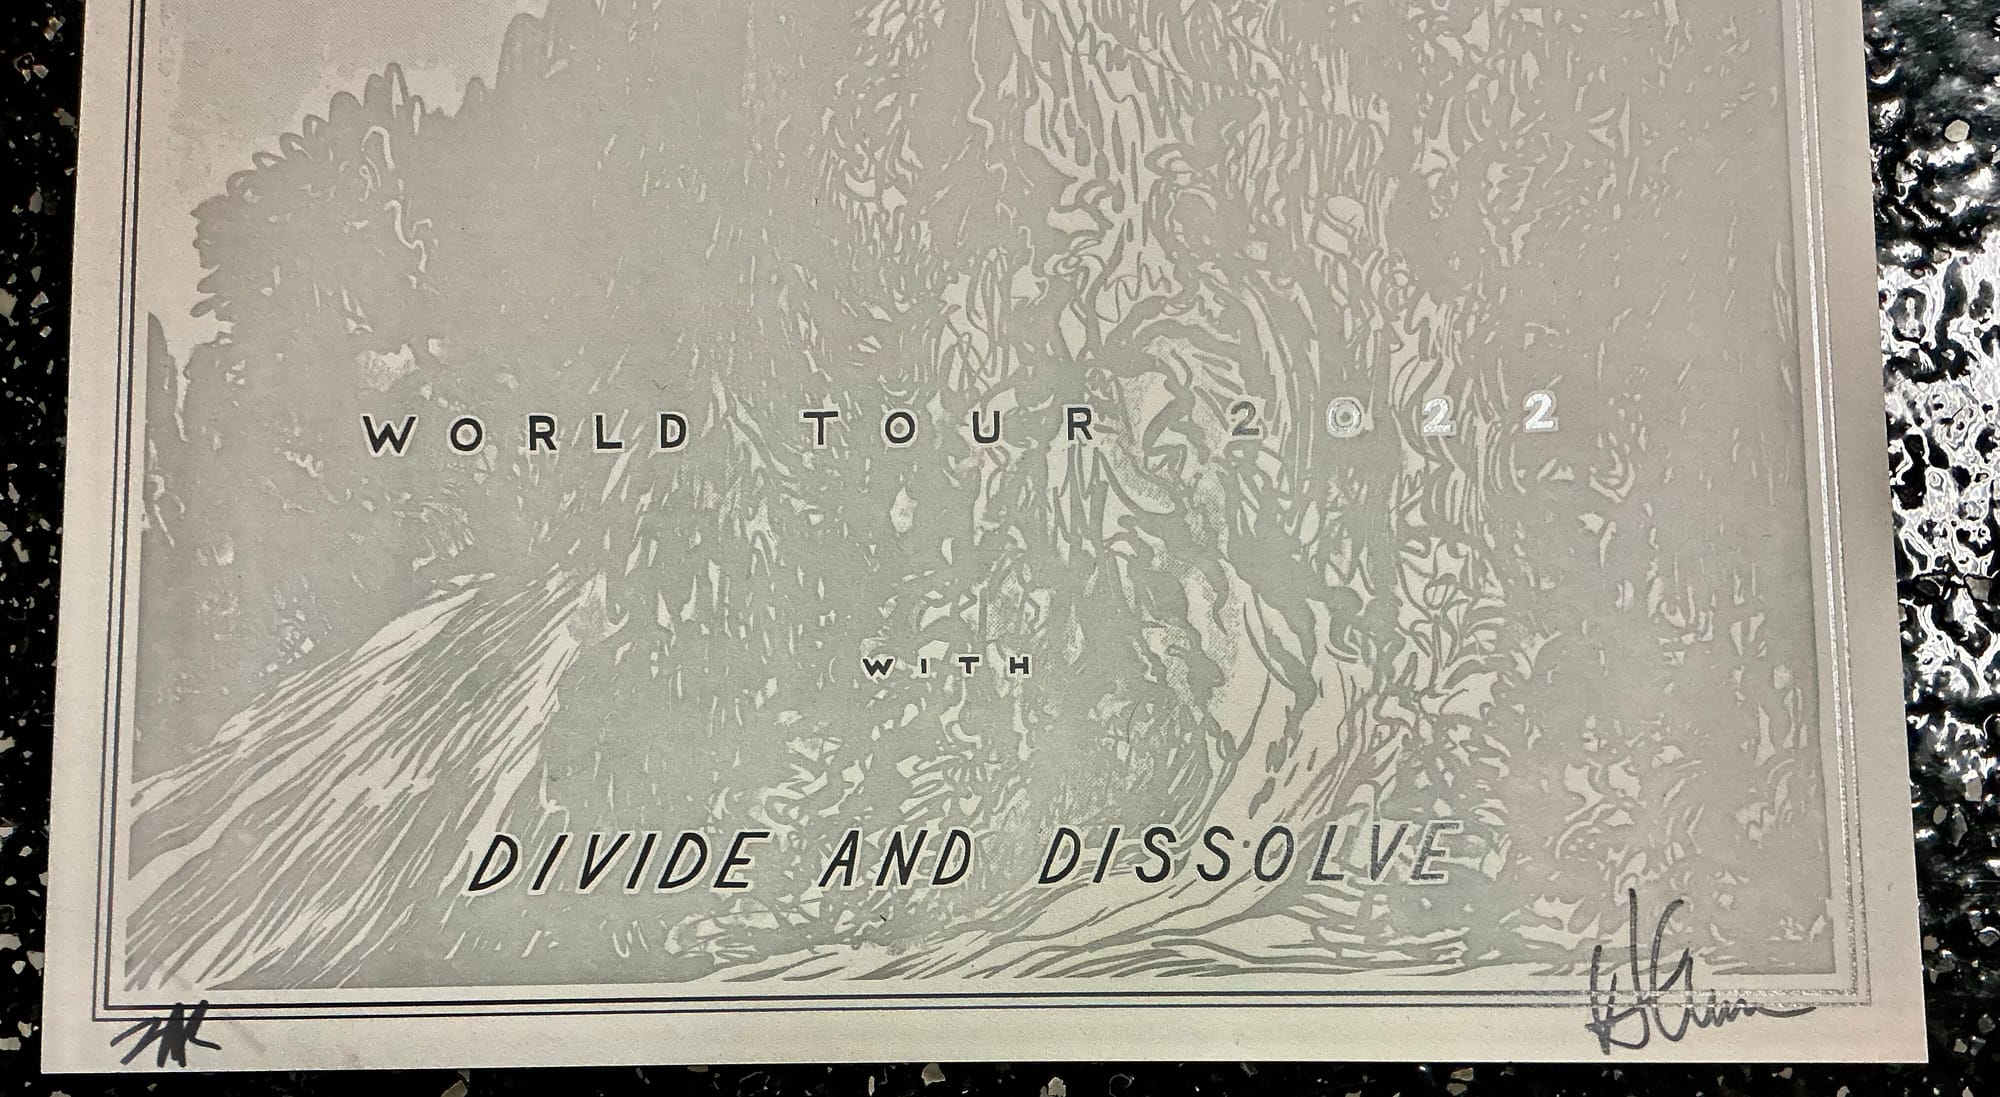 WORLD TOUR 2022
WITH
DIVIDE AND DISSOLVE